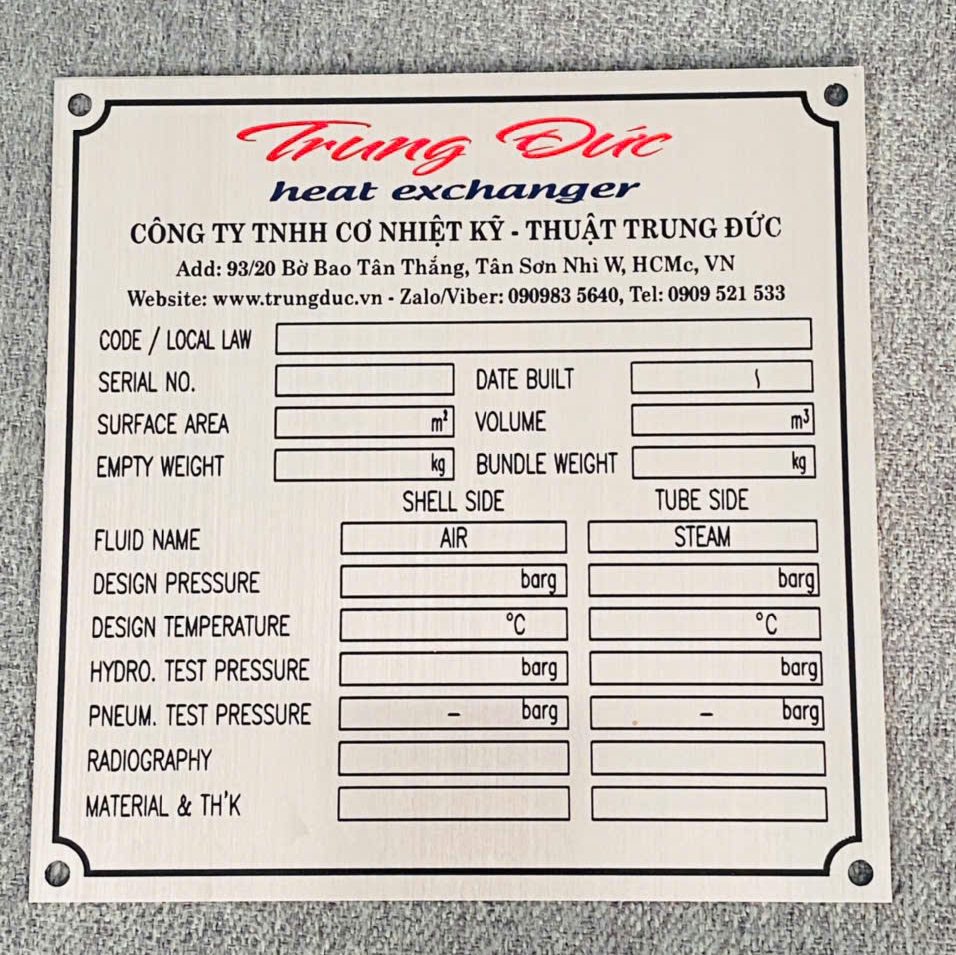 Trung Đức
heat exchanger
CÔNG TY TNHH CƠ NHIỆT KỸ - THUẬT TRUNG ĐỨC
Add: 93/20 Bờ Bao Tân Thắng, Tân Sơn Nhì W, HCMc, VN
Website: www.trungduc.vn - Zalo/Viber: 090983 5640, Tel: 0909 521 533
CODE / LOCAL LAW
SERIAL NO. DATE BUILT
SURFACE AREA m² VOLUME m³
EMPTY WEIGHT kg BUNDLE WEIGHT kg
SHELL SIDE TUBE SIDE
FLUID NAME AIR STEAM
DESIGN PRESSURE barg barg
DESIGN TEMPERATURE °C °C
HYDRO. TEST PRESSURE barg barg
PNEUM. TEST PRESSURE – barg – barg
RADIOGRAPHY
MATERIAL & TH'K